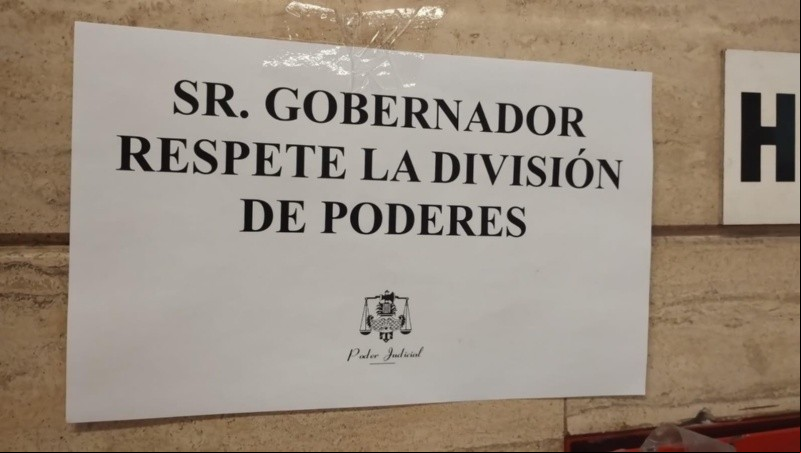 SR. GOBERNADOR
RESPETE LA DIVISIÓN
DE PODERES
Poder Judicial
H